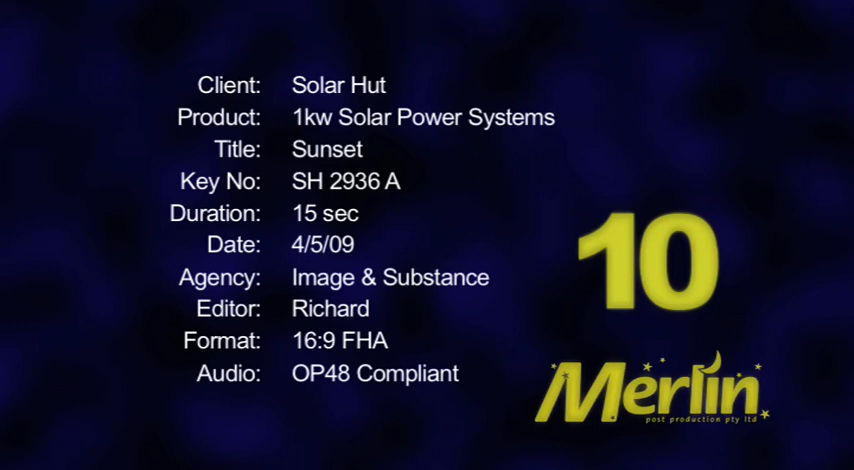 Client: Solar Hut
Product: 1kw Solar Power Systems
Title: Sunset
Key No: SH 2936 A
Duration: 15 sec
Date: 4/5/09
Agency: Image & Substance
Editor: Richard
Format: 16:9 FHA
Audio: OP48 Compliant
10
Merlin
post production pty ltd